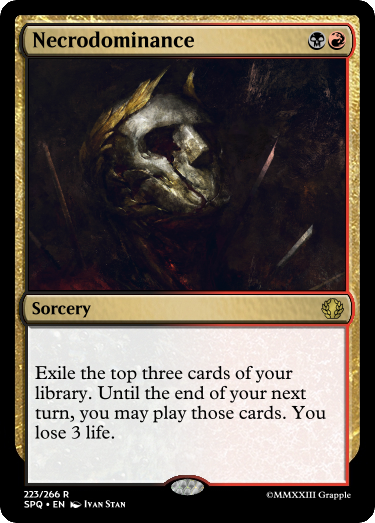 Necrodominance
Sorcery
Exile the top three cards of your
library. Until the end of your next
turn, you may play those cards. You
lose 3 life.
223/266 R
SPQ • EN Ivan Stan
©MMXXIII Grapple